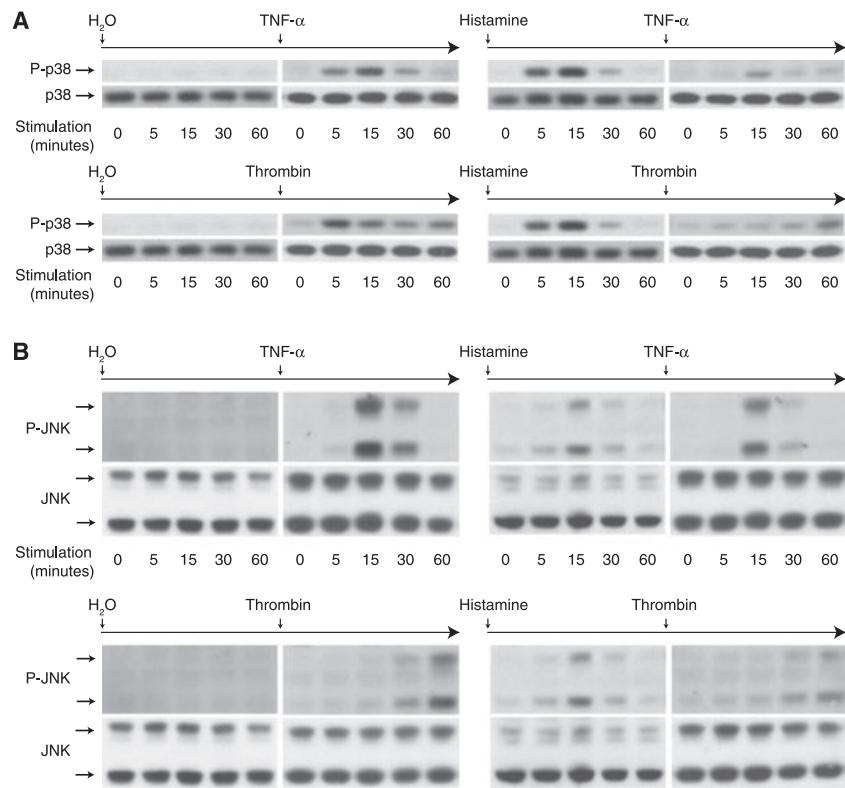 A
H2O TNF-α Histamine TNF-α
P-p38
p38
Stimulation (minutes) 0 5 15 30 60 0 5 15 30 60 0 5 15 30 60 0 5 15 30 60
H2O Thrombin Histamine Thrombin
P-p38
p38
Stimulation (minutes) 0 5 15 30 60 0 5 15 30 60 0 5 15 30 60 0 5 15 30 60
B
H2O TNF-α Histamine TNF-α
P-JNK
JNK
Stimulation (minutes) 0 5 15 30 60 0 5 15 30 60 0 5 15 30 60 0 5 15 30 60
H2O Thrombin Histamine Thrombin
P-JNK
JNK